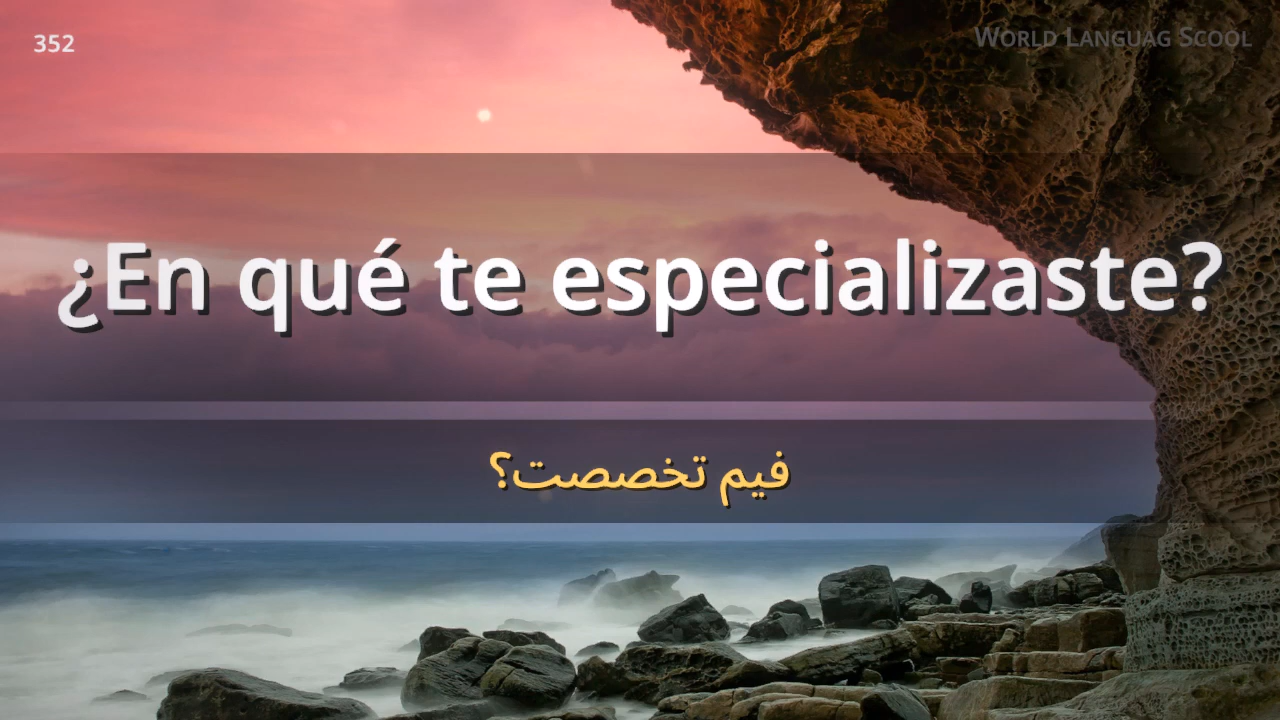 352
World Languag Scool
¿En qué te especializaste?
فيم تخصصت؟